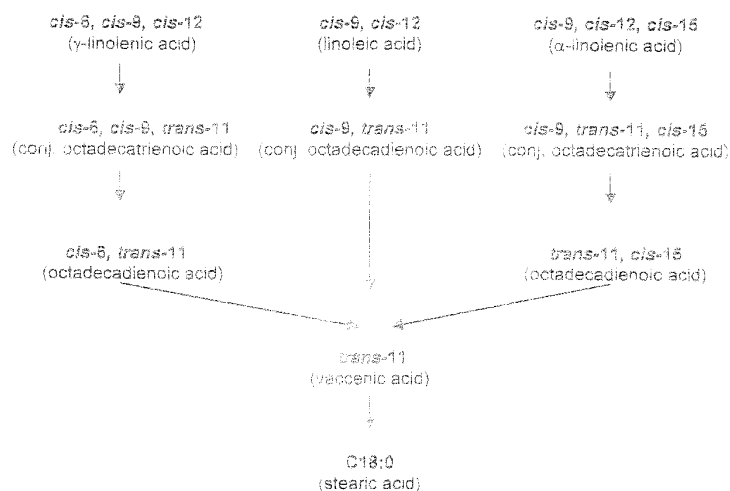 cis-6, cis-9, cis-12
(γ-linolenic acid)
cis-9, cis-12
(linoleic acid)
cis-9, cis-12, cis-15
(α-linolenic acid)
cis-6, cis-9, trans-11
(conj. octadecatrienoic acid)
cis-9, trans-11
(conj. octadecadienoic acid)
cis-9, trans-11, cis-15
(conj. octadecatrienoic acid)
cis-6, trans-11
(octadecadienoic acid)
trans-11, cis-15
(octadecadienoic acid)
trans-11
(vaccenic acid)
C18:0
(stearic acid)